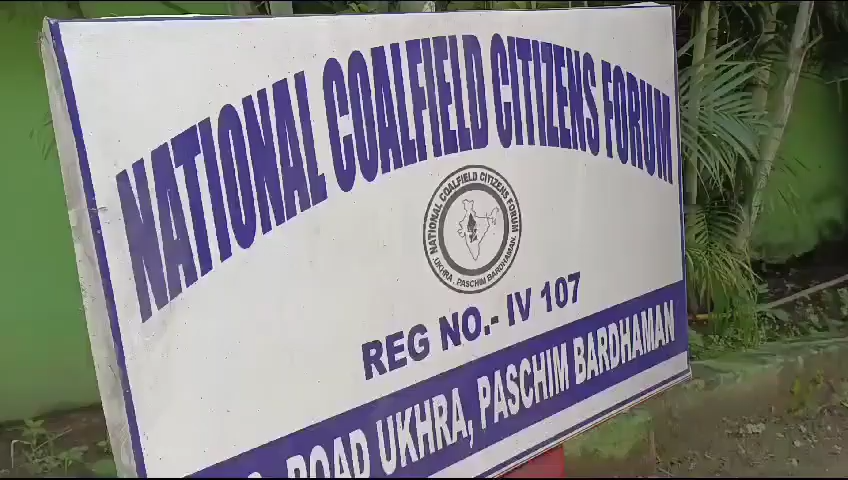 NATIONAL COALFIELD CITIZENS FORUM
NATIONAL COALFIELD CITIZENS FORUM
UKHRA, PASCHIM BARDHAMAN.
REG NO.- IV 107
ROAD UKHRA, PASCHIM BARDHAMAN